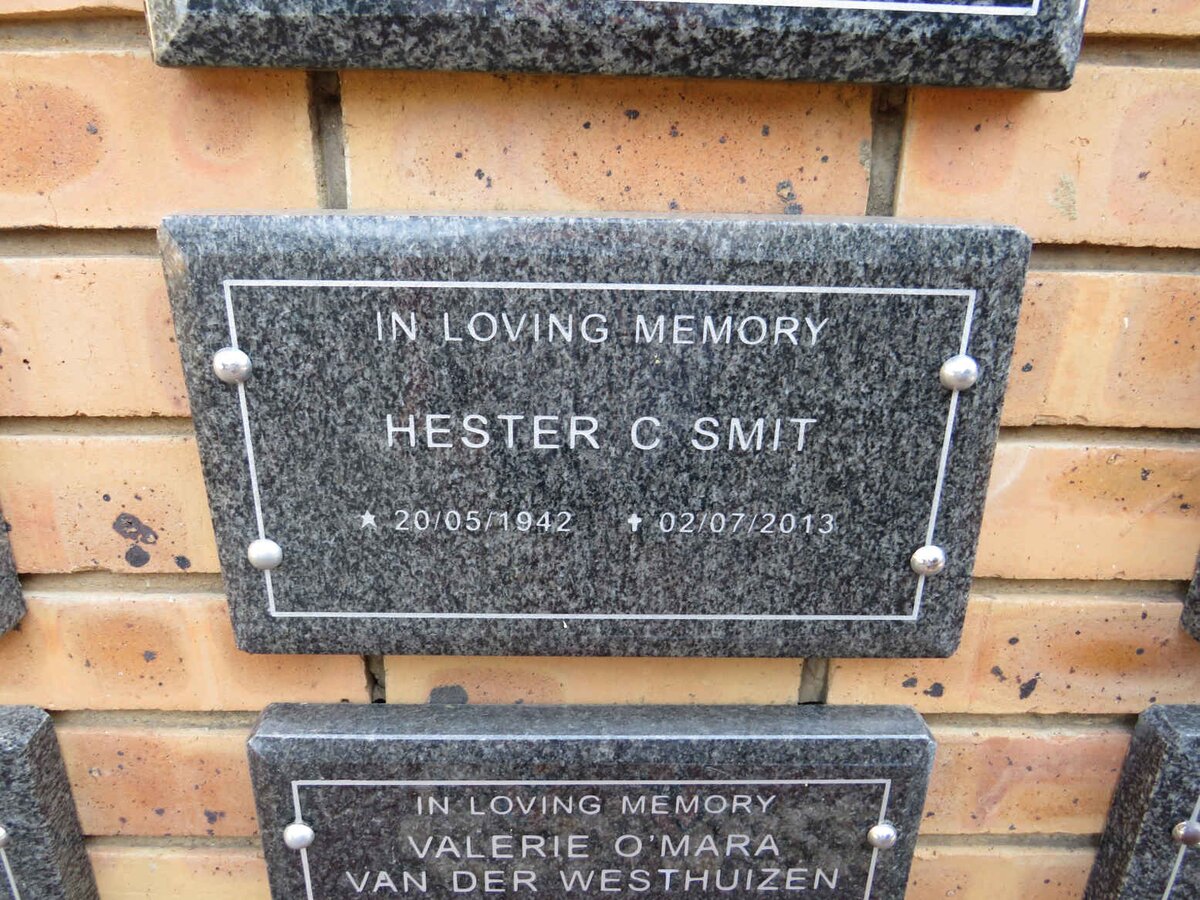 IN LOVING MEMORY
HESTER C SMIT
★ 20/05/1942 ✝ 02/07/2013
IN LOVING MEMORY
VALERIE O'MARA
VAN DER WESTHUIZEN